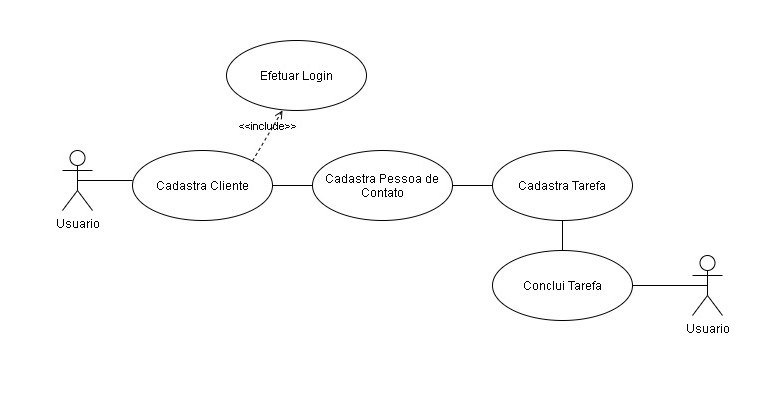 Efetuar Login
<<include>>
Cadastra Cliente
Cadastra Pessoa de
Contato
Cadastra Tarefa
Usuario
Conclui Tarefa
Usuario